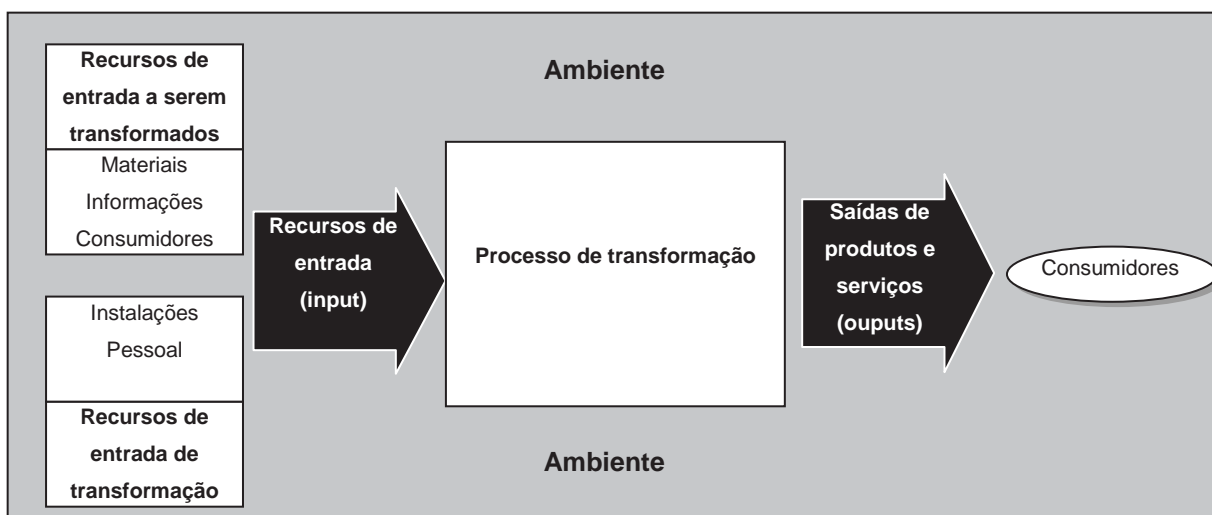 Ambiente
Recursos de
entrada a serem
transformados
Materiais
Informações
Consumidores
Instalações
Pessoal
Recursos de
entrada de
transformação
Recursos de
entrada
(input)
Processo de transformação
Saídas de
produtos e
serviços
(ouputs)
Consumidores
Ambiente